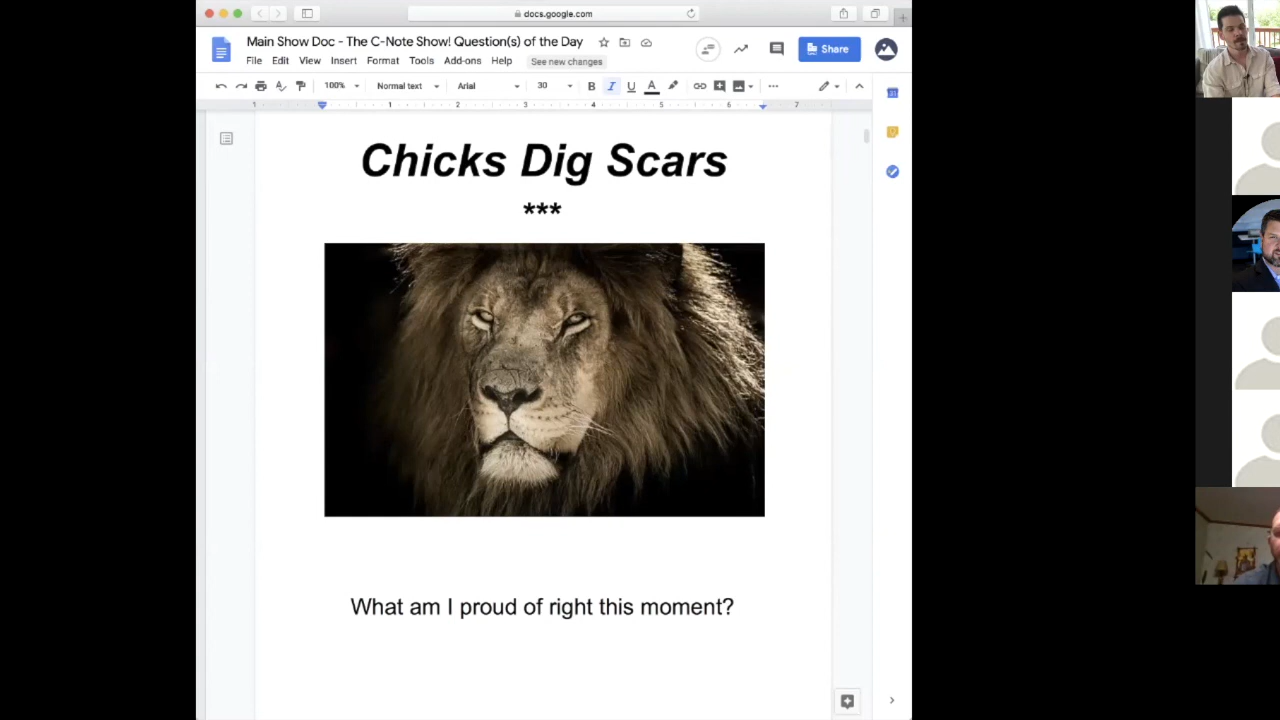 docs.google.com
Main Show Doc - The C-Note Show! Question(s) of the Day
Share
File Edit View Insert Format Tools Add-ons Help See new changes
100% Normal text Arial 30 B I U A
1 1 2 3 4 5 6 7
Chicks Dig Scars
***
What am I proud of right this moment?